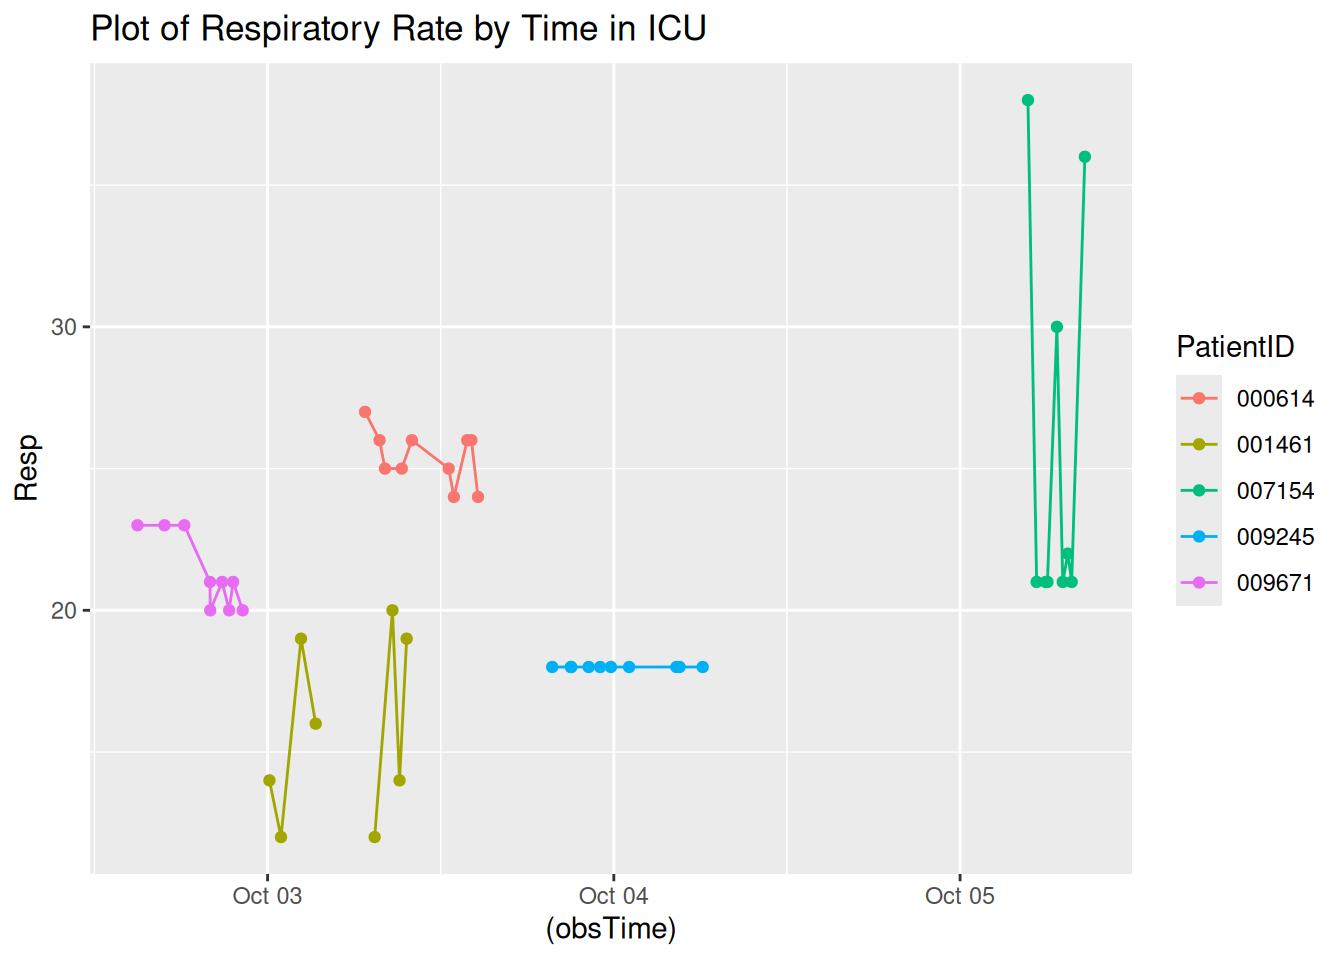 Plot of Respiratory Rate by Time in ICU
Resp
30
20
Oct 03
Oct 04
Oct 05
(obsTime)
PatientID
000614
001461
007154
009245
009671